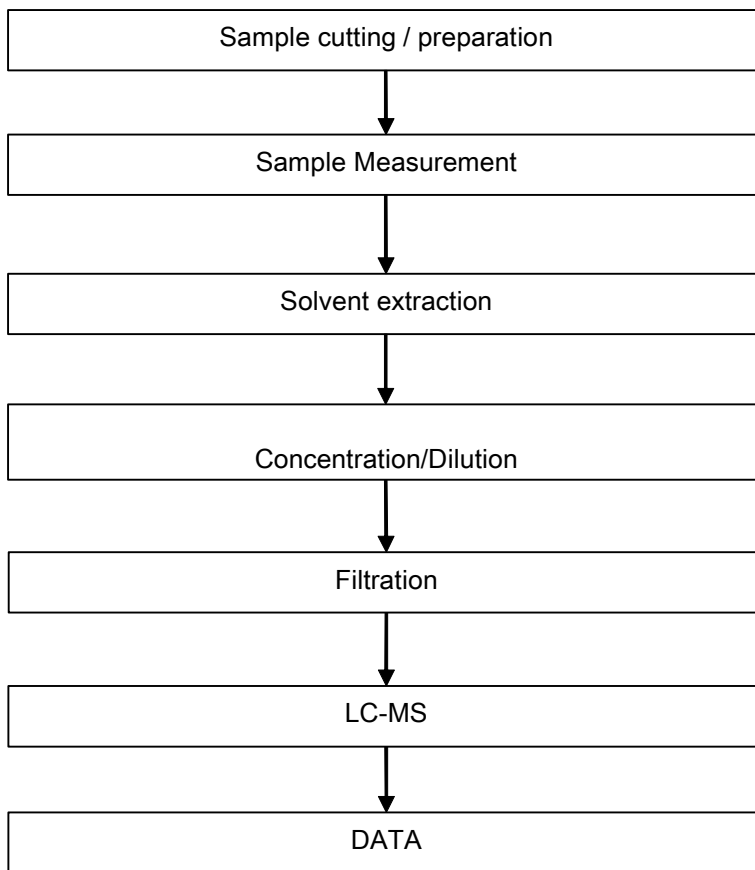 Sample cutting / preparation
Sample Measurement
Solvent extraction
Concentration/Dilution
Filtration
LC-MS
DATA